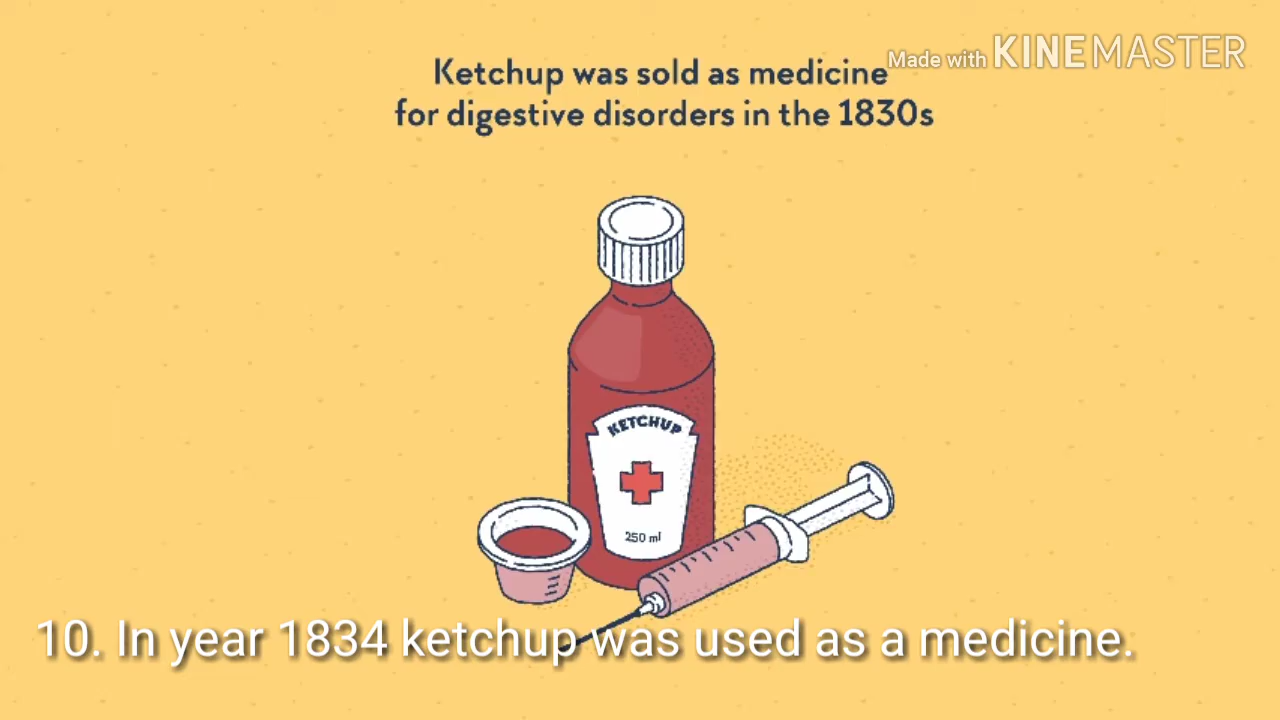 Made with KINEMASTER
Ketchup was sold as medicine
for digestive disorders in the 1830s
KETCHUP
250 ml
10. In year 1834 ketchup was used as a medicine.